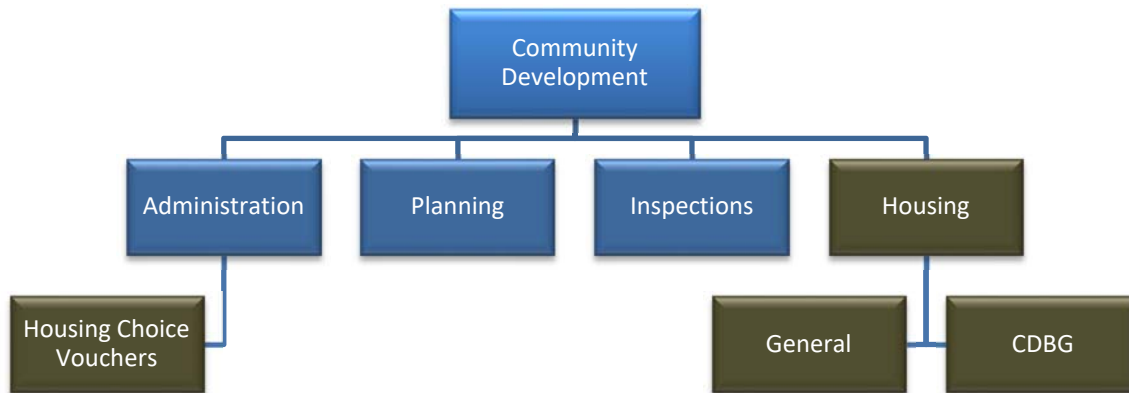 Community
Development
Administration
Planning
Inspections
Housing
Housing Choice
Vouchers
General
CDBG